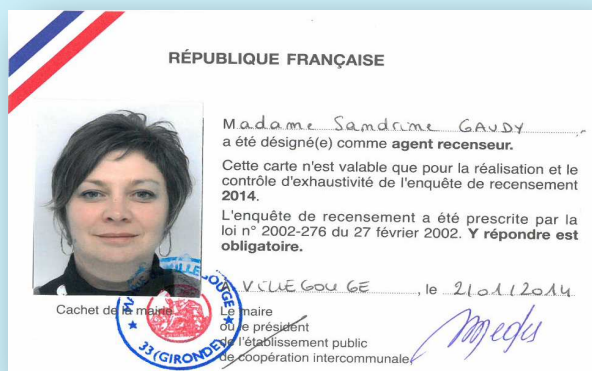 RÉPUBLIQUE FRANÇAISE
Madame Sandrine GAUDY
a été désigné(e) comme agent recenseur.
Cette carte n'est valable que pour la réalisation et le
contrôle d'exhaustivité de l'enquête de recensement
2014.
L'enquête de recensement a été prescrite par la
loi n° 2002-276 du 27 février 2002. Y répondre est
obligatoire.
A VILLEGOUGE, le 2/01/2014
Cachet de la mairie
Le maire
ou le président
de l'établissement public
de coopération intercommunale
VILLEGOUGE
33 (GIRONDE)